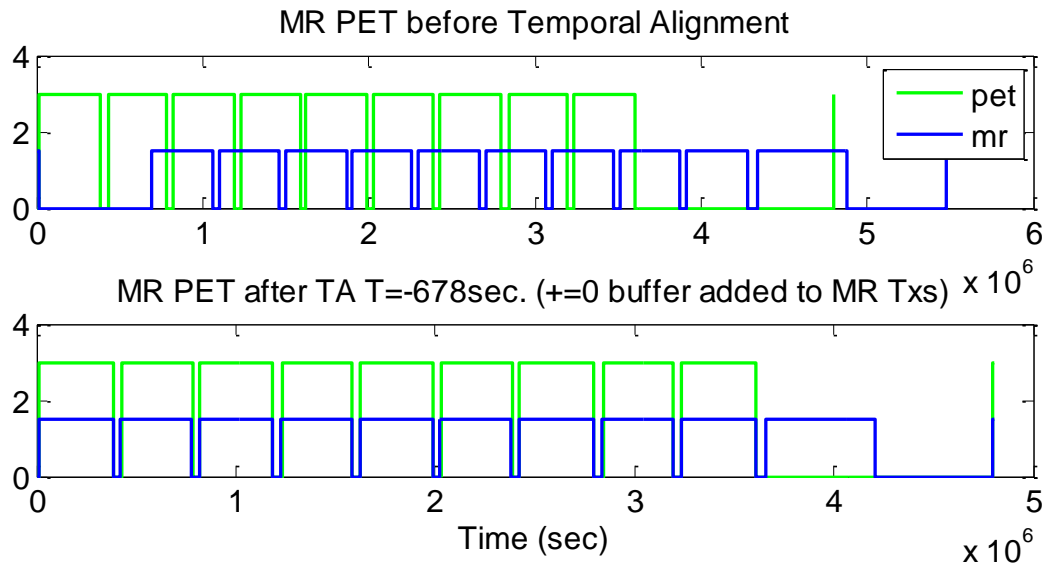 MR PET before Temporal Alignment
4
2
0
pet
mr
0 1 2 3 4 5 6
x 10^6
MR PET after TA T=-678sec. (+=0 buffer added to MR Txs)
4
2
0
0 1 2 3 4 5
Time (sec)
x 10^6